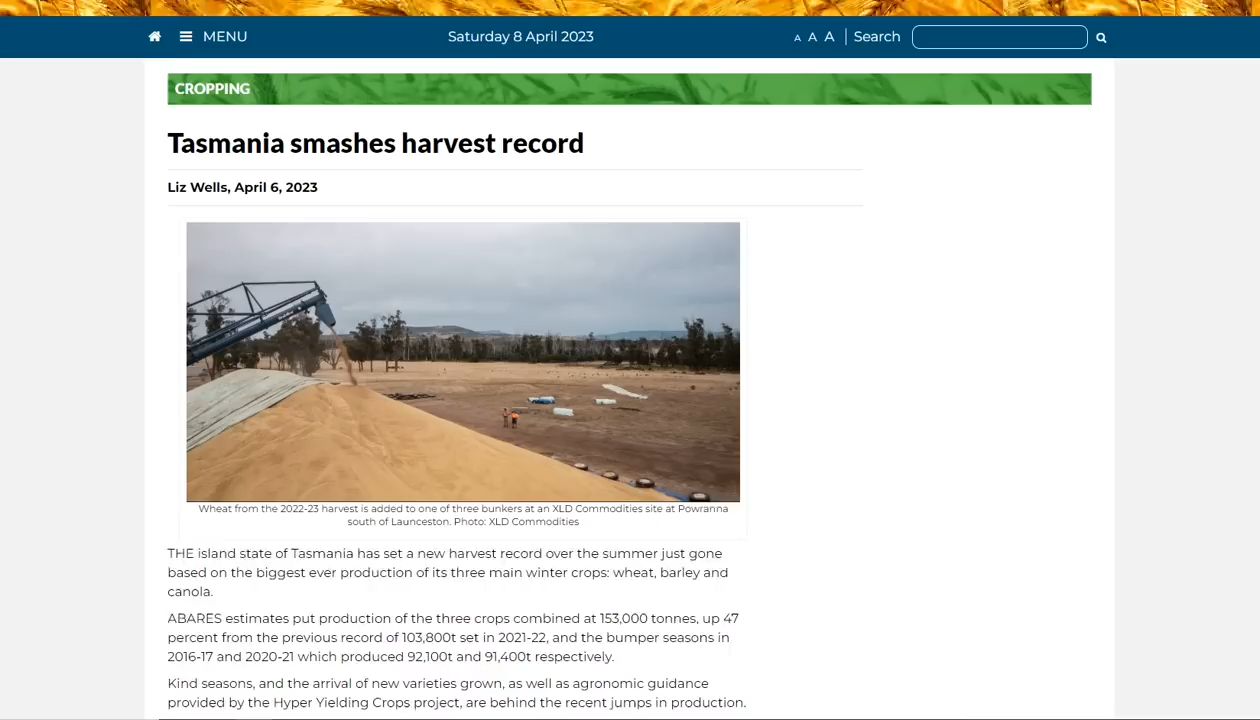 MENU
Saturday 8 April 2023
A A A
Search
CROPPING
Tasmania smashes harvest record
Liz Wells, April 6, 2023
Wheat from the 2022-23 harvest is added to one of three bunkers at an XLD Commodities site at Powranna
south of Launceston. Photo: XLD Commodities
THE island state of Tasmania has set a new harvest record over the summer just gone
based on the biggest ever production of its three main winter crops: wheat, barley and
canola.
ABARES estimates put production of the three crops combined at 153,000 tonnes, up 47
percent from the previous record of 103,800t set in 2021-22, and the bumper seasons in
2016-17 and 2020-21 which produced 92,100t and 91,400t respectively.
Kind seasons, and the arrival of new varieties grown, as well as agronomic guidance
provided by the Hyper Yielding Crops project, are behind the recent jumps in production.